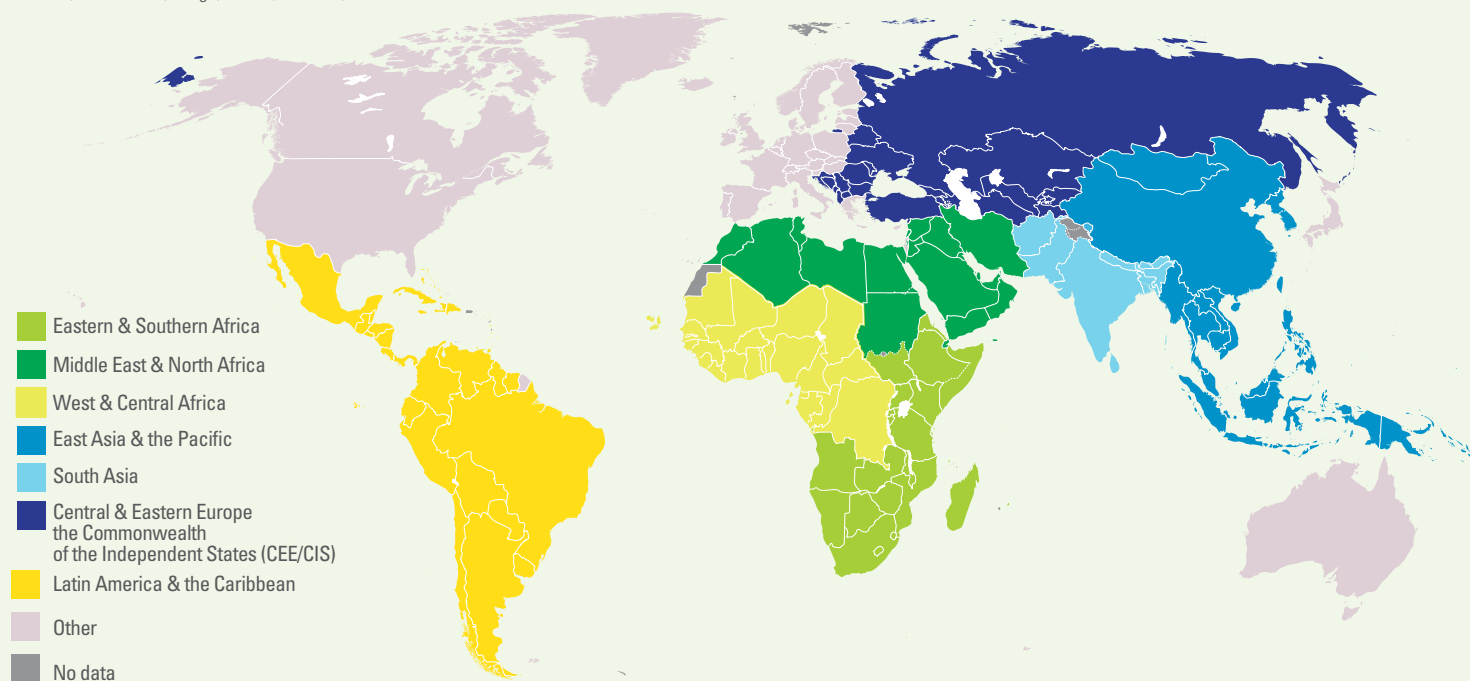 Eastern & Southern Africa
Middle East & North Africa
West & Central Africa
East Asia & the Pacific
South Asia
Central & Eastern Europe
the Commonwealth
of the Independent States (CEE/CIS)
Latin America & the Caribbean
Other
No data